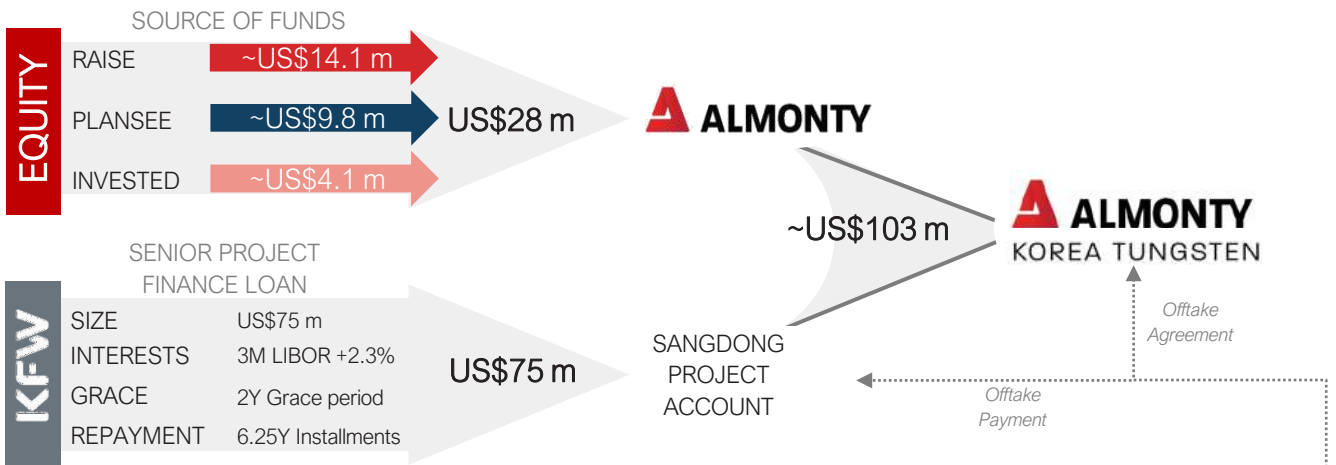 SOURCE OF FUNDS
EQUITY
RAISE ~US$14.1 m
PLANSEE ~US$9.8 m
INVESTED ~US$4.1 m
US$28 m
ALMONTY
~US$103 m
ALMONTY
KOREA TUNGSTEN
SENIOR PROJECT
FINANCE LOAN
KFW
SIZE US$75 m
INTERESTS 3M LIBOR +2.3%
GRACE 2Y Grace period
REPAYMENT 6.25Y Installments
US$75 m
SANGDONG
PROJECT
ACCOUNT
Offtake
Agreement
Offtake
Payment